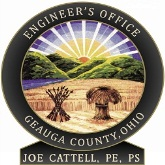 ENGINEER'S OFFICE
GEAUGA COUNTY, OHIO
JOE CATTELL, PE, PS